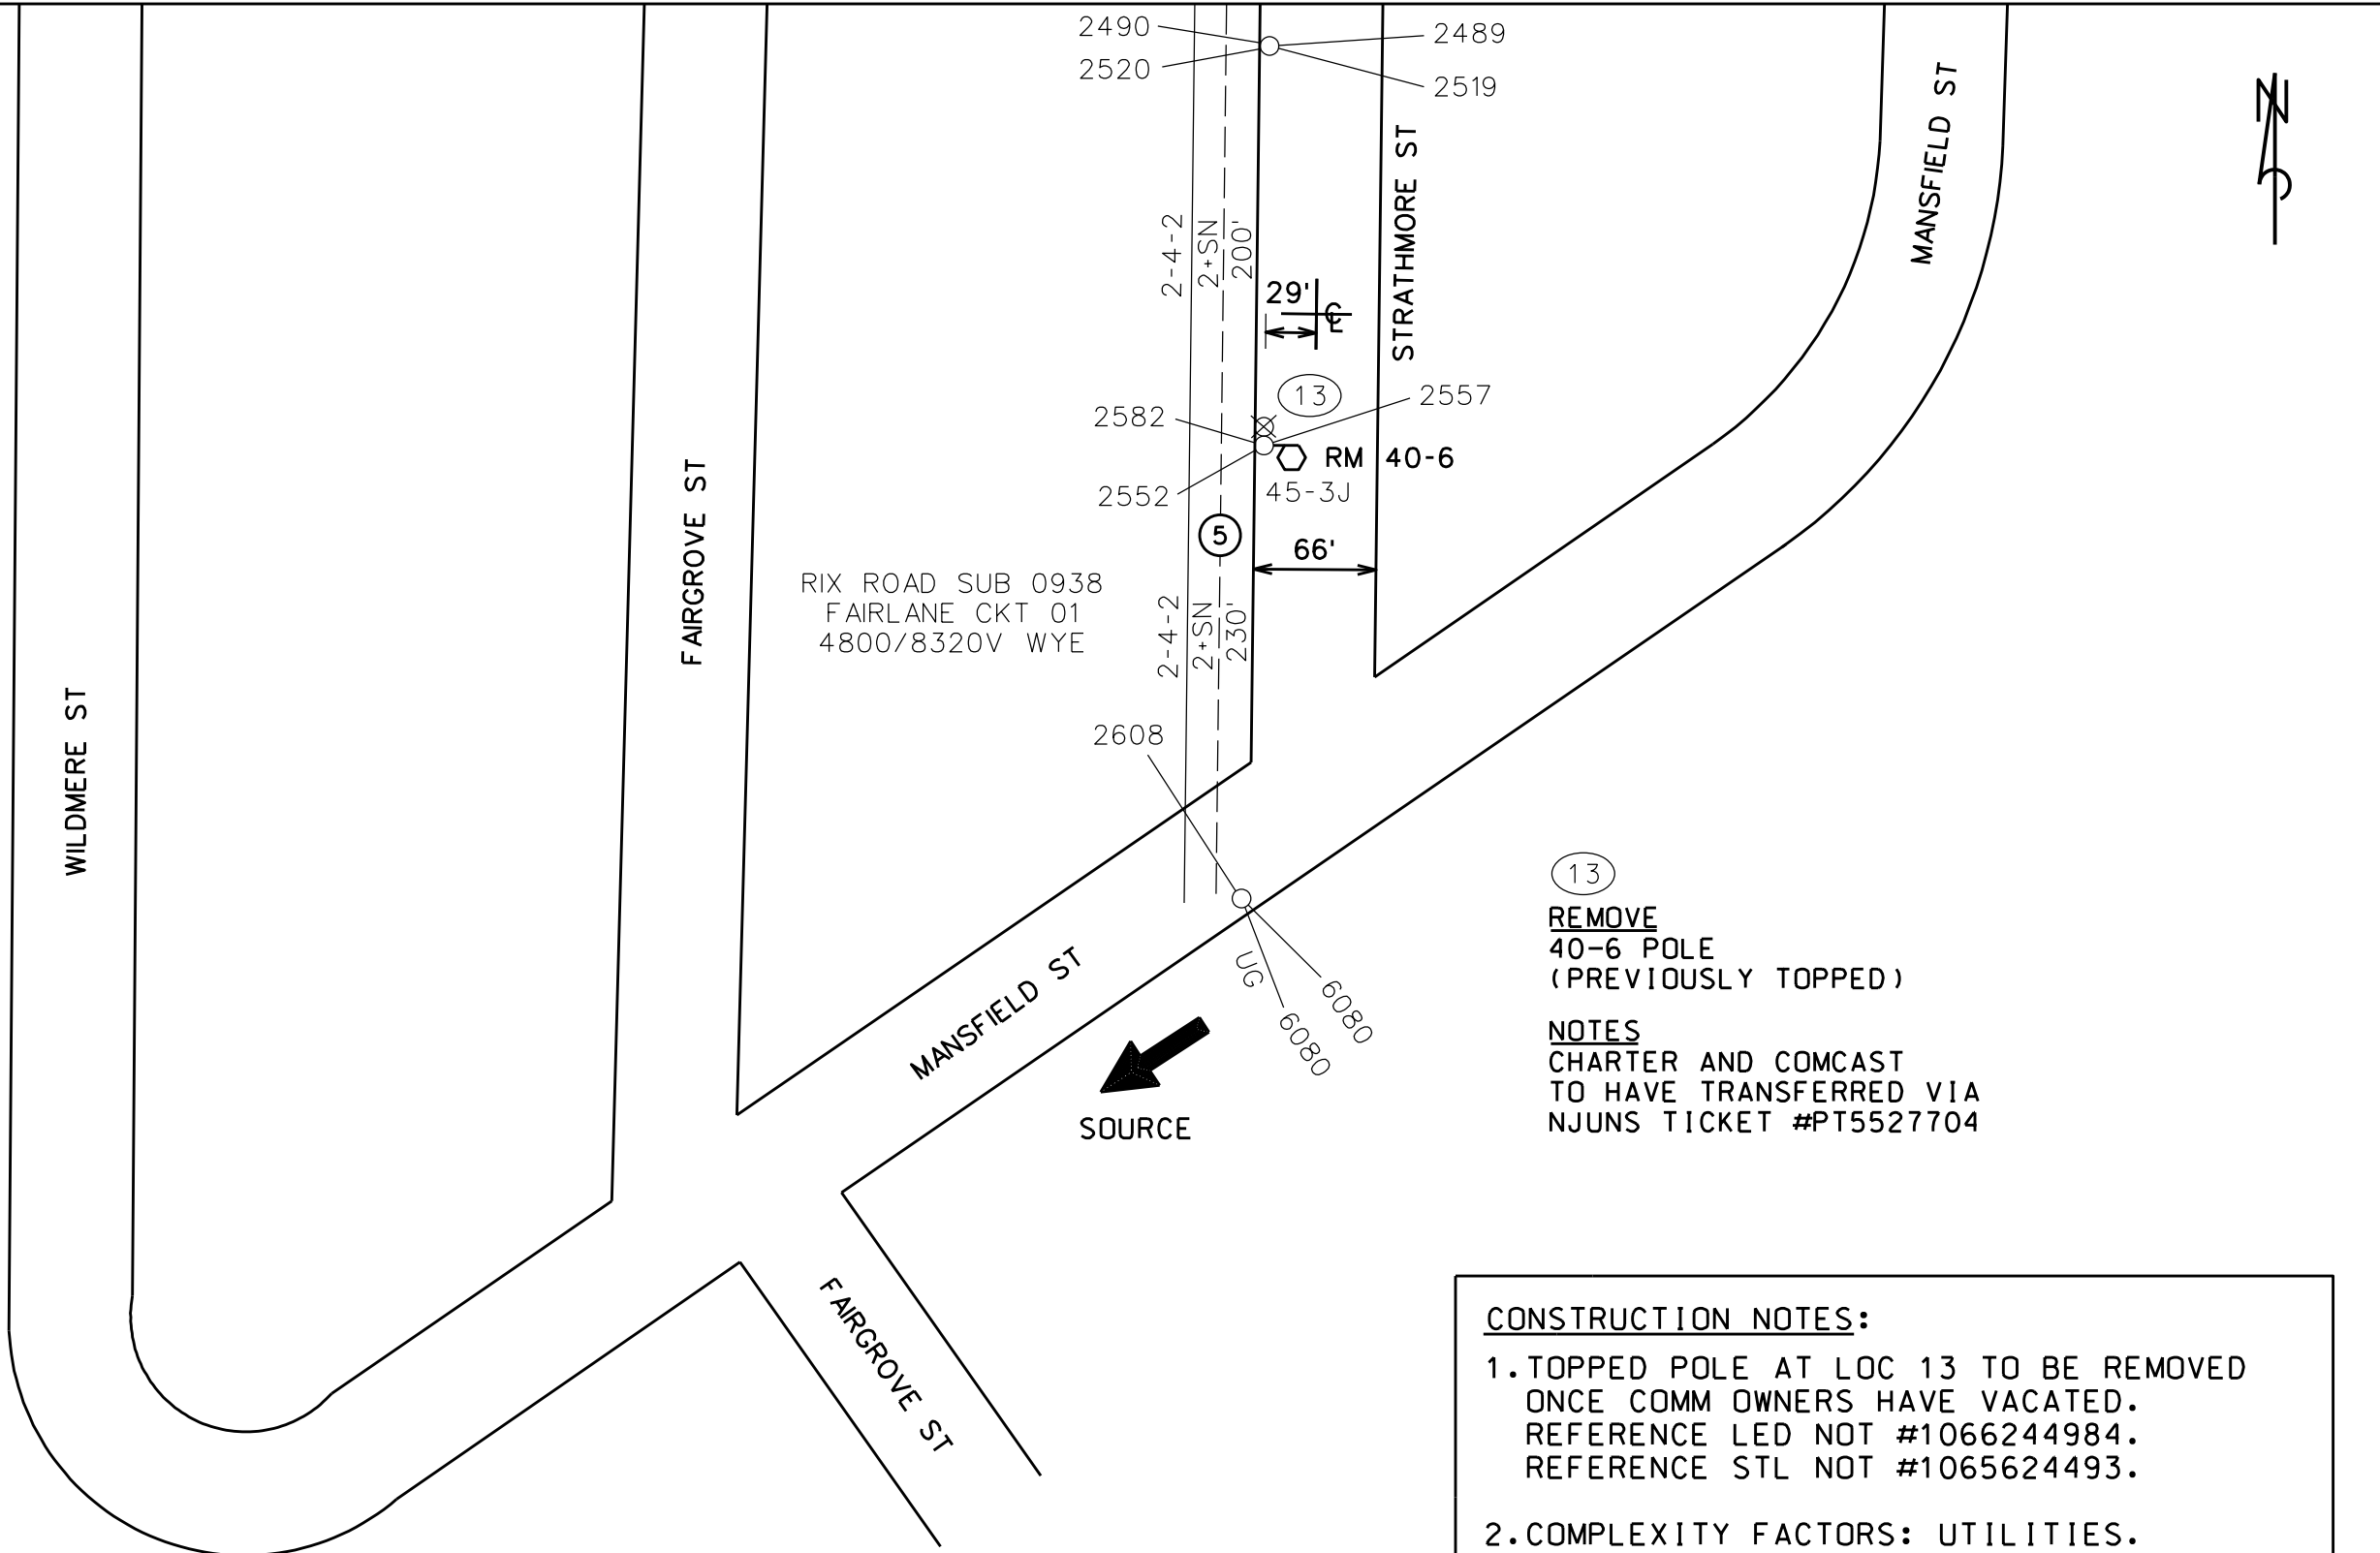 2490
2489
2520
2519
N
MANSFIELD ST
STRATHMORE ST
2-4-2
2+SN
200'
29'
CL
13
2557
2582
RM 40-6
2552
45-3J
5
66'
FAIRGROVE ST
RIX ROAD SUB 0938
FAIRLANE CKT 01
4800/8320V WYE
2-4-2
2+SN
230'
WILDMERE ST
2608
13
REMOVE
40-6 POLE
(PREVIOUSLY TOPPED)
NOTES
CHARTER AND COMCAST
TO HAVE TRANSFERRED VIA
NJUNS TICKET #PT5527704
UG
6080
6080
MANSFIELD ST
SOURCE
FAIRGROVE ST
CONSTRUCTION NOTES:
1.TOPPED POLE AT LOC 13 TO BE REMOVED
ONCE COMM OWNERS HAVE VACATED.
REFERENCE LED NOT #1066244984.
REFERENCE STL NOT #1065624493.
2.COMPLEXITY FACTORS: UTILITIES.